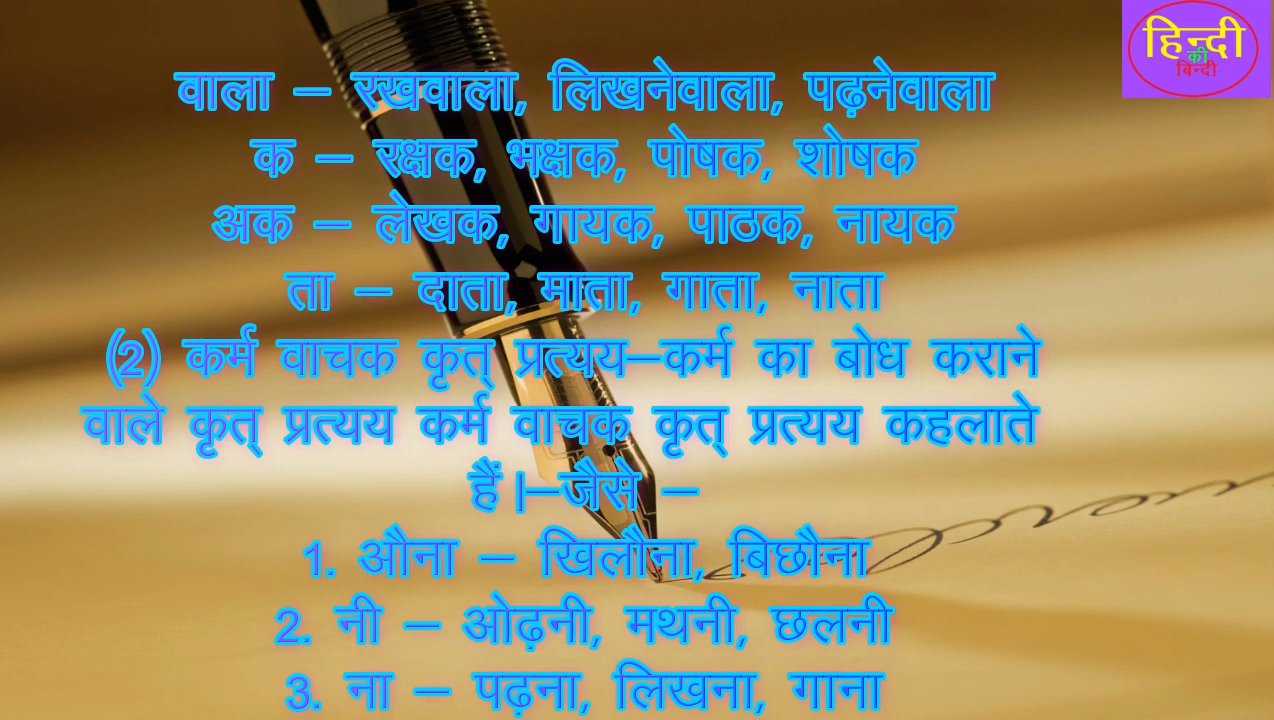 हिन्दी
की
बिन्दी
वाला — रखवाला, लिखनेवाला, पढ़नेवाला
क — रक्षक, भक्षक, पोषक, शोषक
अक — लेखक, गायक, पाठक, नायक
ता — दाता, माता, गाता, नाता
(2) कर्म वाचक कृत् प्रत्यय—कर्म का बोध कराने
वाले कृत् प्रत्यय कर्म वाचक कृत् प्रत्यय कहलाते
हैं।—जैसे —
1. औना — खिलौना, बिछौना
2. नी — ओढ़नी, मथनी, छलनी
3. ना — पढ़ना, लिखना, गाना